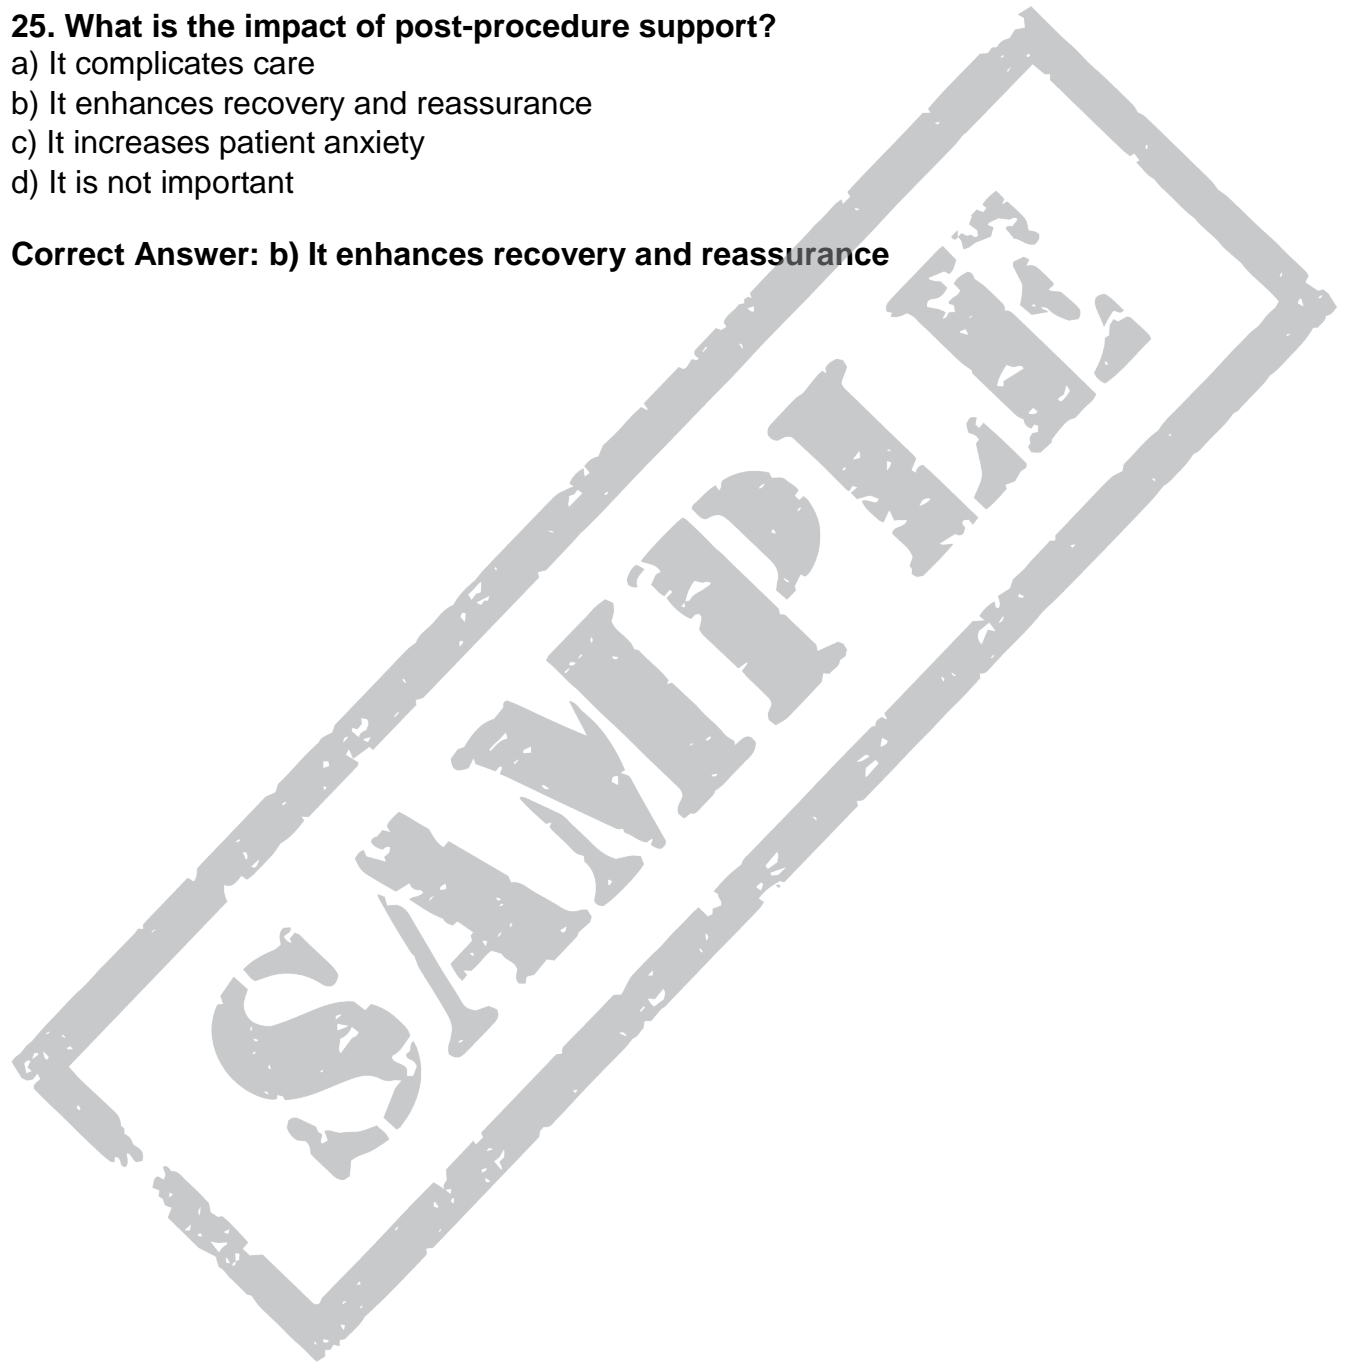 25. What is the impact of post-procedure support?
a) It complicates care
b) It enhances recovery and reassurance
c) It increases patient anxiety
d) It is not important
Correct Answer: b) It enhances recovery and reassurance
SAMPLE